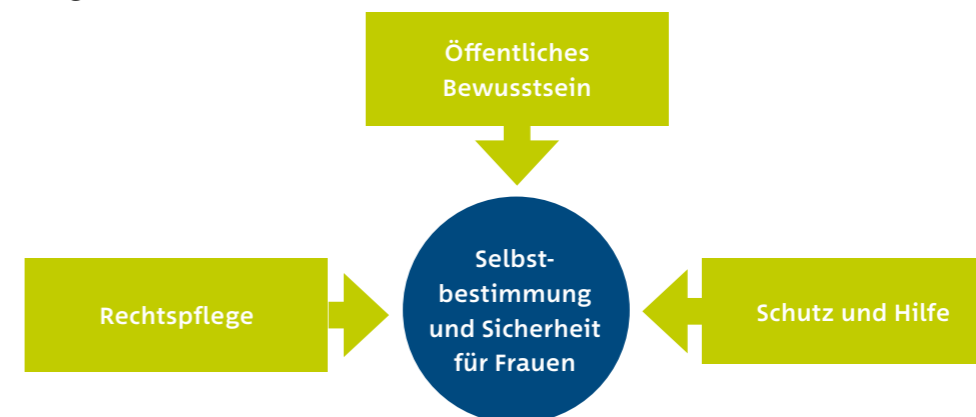 Öffentliches
Bewusstsein
Selbst-
bestimmung
und Sicherheit
für Frauen
Rechtspflege
Schutz und Hilfe